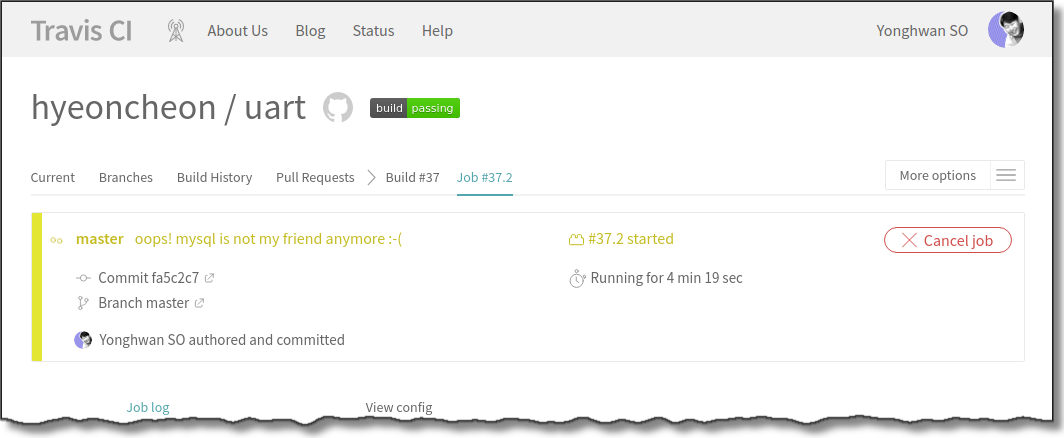 Travis CI About Us Blog Status Help Yonghwan SO
hyeoncheon / uart build passing
Current Branches Build History Pull Requests Build #37 Job #37.2 More options
master oops! mysql is not my friend anymore :-( #37.2 started Cancel job
Commit fa5c2c7 Running for 4 min 19 sec
Branch master
Yonghwan SO authored and committed
Job log View config